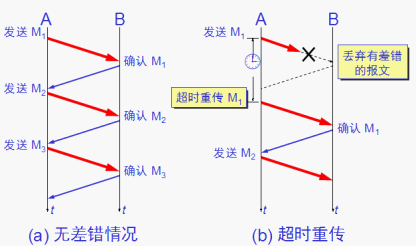 A B
发送 M₁
确认 M₁
发送 M₂
确认 M₂
发送 M₃
确认 M₃
t t
(a) 无差错情况
A B
发送 M₁
丢弃有差错
的报文
超时重传 M₁
确认 M₁
发送 M₂
t t
(b) 超时重传